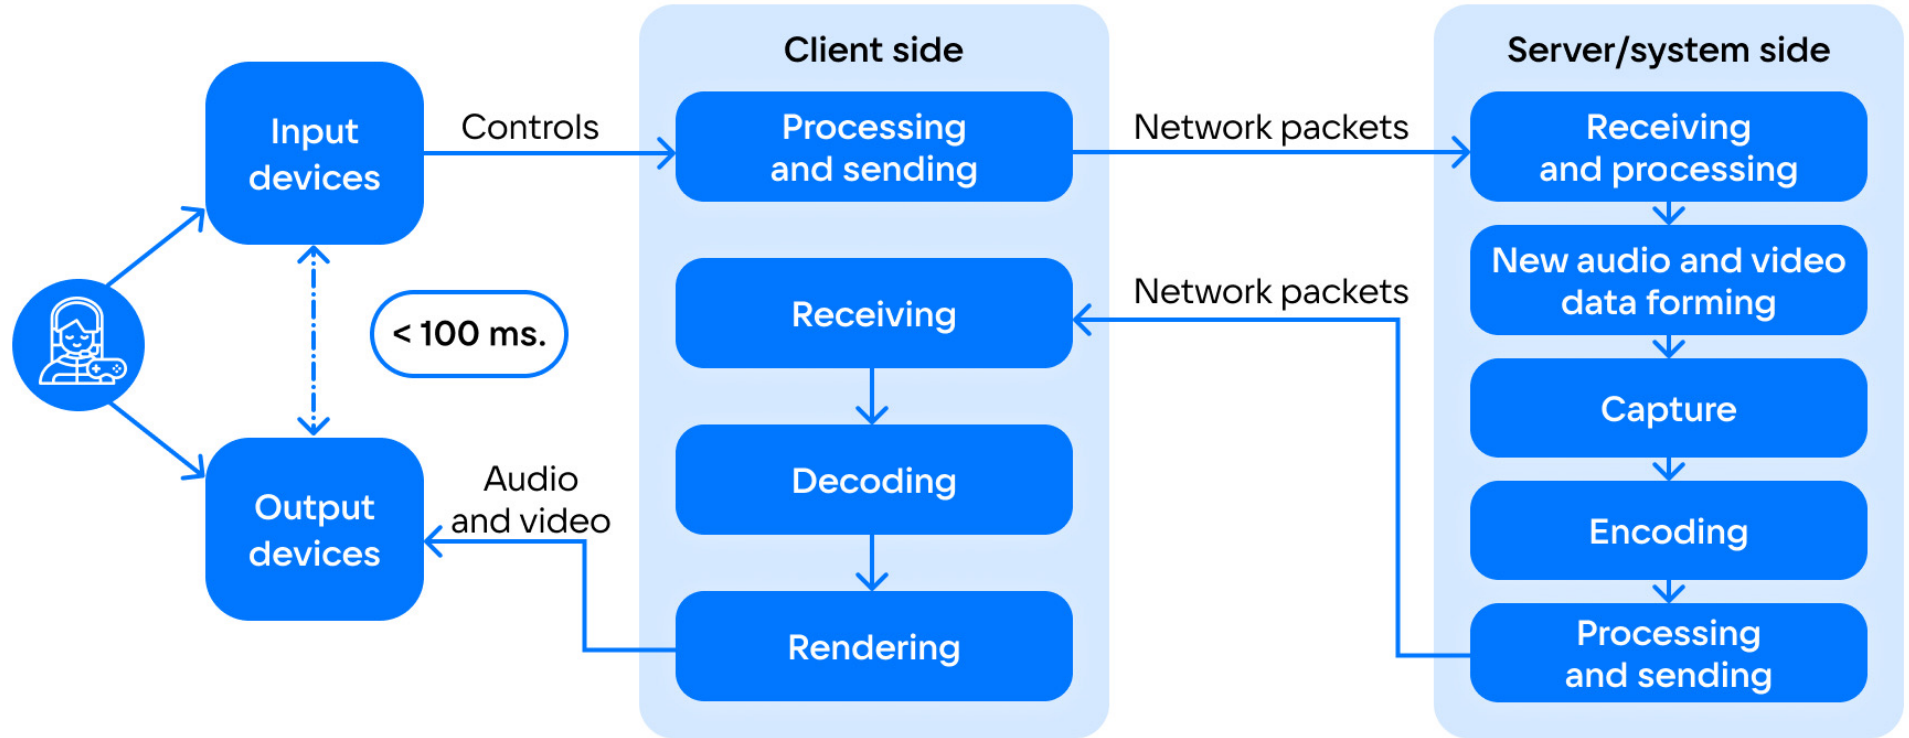 Client side
Server/system side
Input
devices
Controls
Processing
and sending
Network packets
Receiving
and processing
New audio and video
data forming
Network packets
Receiving
< 100 ms.
Capture
Decoding
Audio
and video
Output
devices
Encoding
Rendering
Processing
and sending